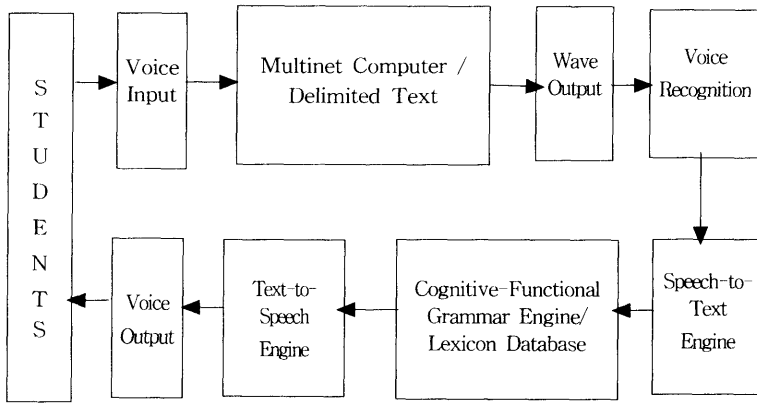 S
T
U
D
E
N
T
S
Voice
Input
Multinet Computer /
Delimited Text
Wave
Output
Voice
Recognition
Speech-to-
Text
Engine
Cognitive-Functional
Grammar Engine/
Lexicon Database
Text-to-
Speech
Engine
Voice
Output